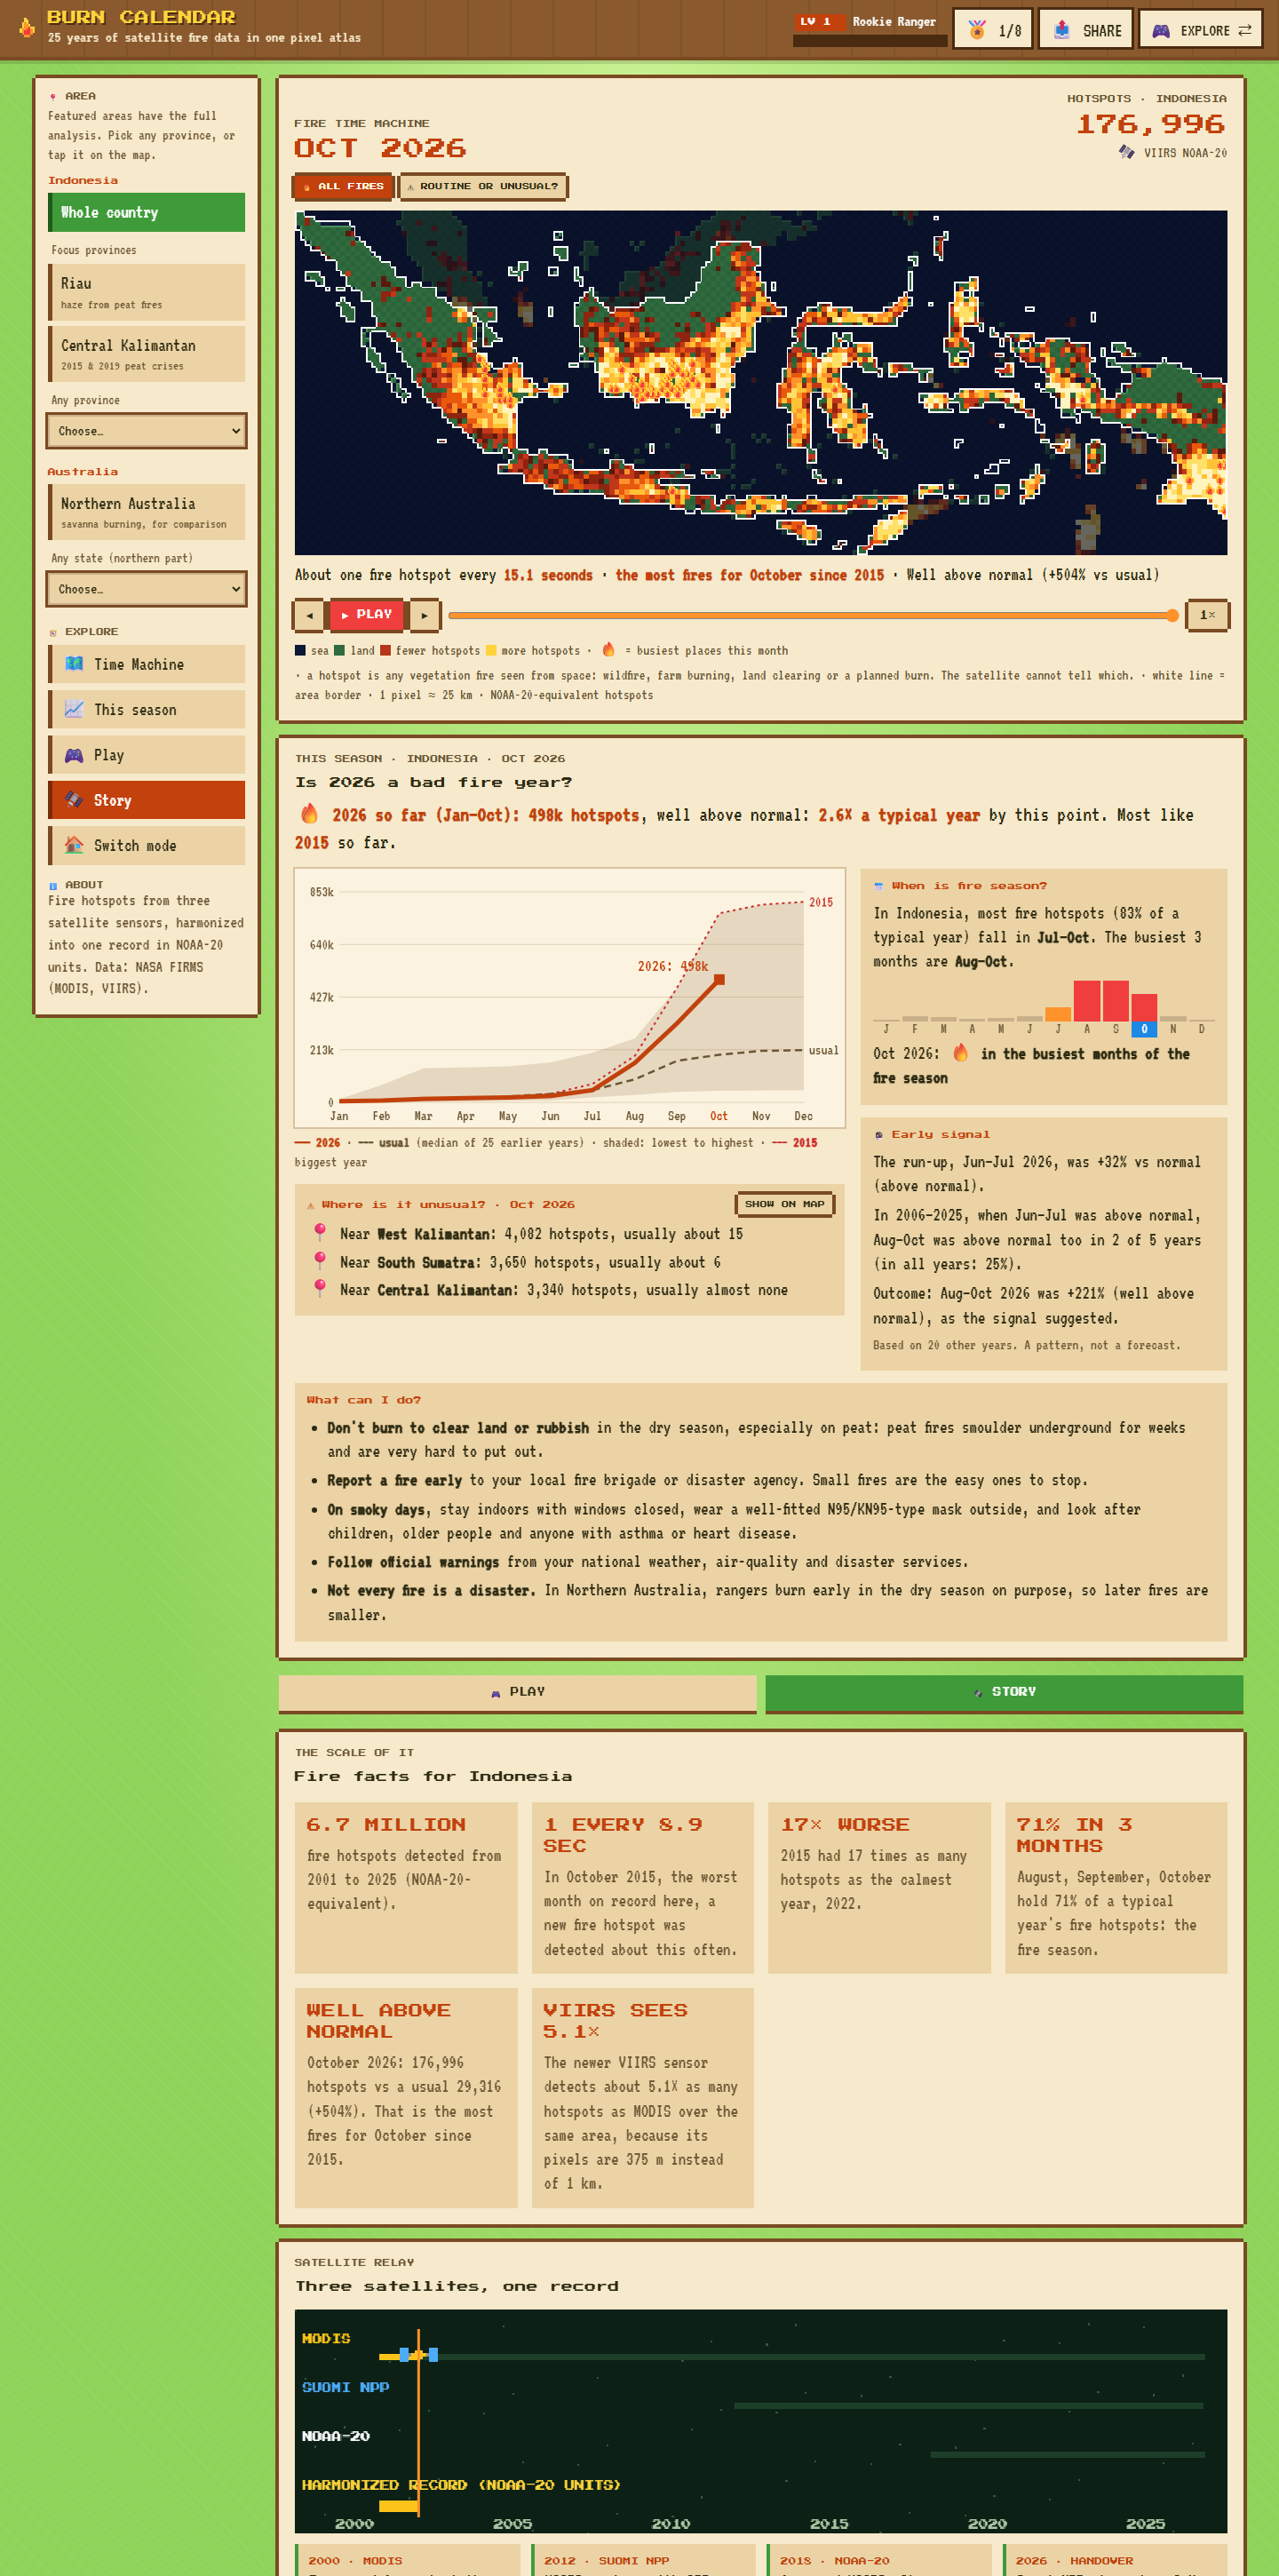 BURN CALENDAR
25 years of satellite fire data in one pixel atlas
LV 1 Rookie Ranger
1/8
SHARE
EXPLORE ⇄
AREA
Featured areas have the full
analysis. Pick any province, or
tap it on the map.
Indonesia
Whole country
Focus provinces
Riau
haze from peat fires
Central Kalimantan
2015 & 2019 peat crises
Any province
Choose…
Australia
Northern Australia
savanna burning, for comparison
Any state (northern part)
Choose…
EXPLORE
Time Machine
This season
Play
Story
Switch mode
ABOUT
Fire hotspots from three
satellite sensors, harmonized
into one record in NOAA-20
units. Data: NASA FIRMS
(MODIS, VIIRS).
FIRE TIME MACHINE
OCT 2026
HOTSPOTS · INDONESIA
176,996
VIIRS NOAA-20
ALL FIRES
ROUTINE OR UNUSUAL?
About one fire hotspot every 15.1 seconds · the most fires for October since 2015 · Well above normal (+504% vs usual)
◄ ► PLAY ► 1×
sea land fewer hotspots more hotspots · = busiest places this month
· a hotspot is any vegetation fire seen from space: wildfire, farm burning, land clearing or a planned burn. The satellite cannot tell which. · white line =
area border · 1 pixel ≈ 25 km · NOAA-20-equivalent hotspots
THIS SEASON · INDONESIA · OCT 2026
Is 2026 a bad fire year?
2026 so far (Jan-Oct): 498k hotspots, well above normal: 2.6× a typical year by this point. Most like
2015 so far.
853k
640k
427k
213k
0
2015
2026: 498k
usual
Jan Feb Mar Apr May Jun Jul Aug Sep Oct Nov Dec
2026 · usual (median of 25 earlier years) · shaded: lowest to highest · 2015
biggest year
Where is it unusual? · Oct 2026
SHOW ON MAP
Near West Kalimantan: 4,082 hotspots, usually about 15
Near South Sumatra: 3,650 hotspots, usually about 6
Near Central Kalimantan: 3,340 hotspots, usually almost none
When is fire season?
In Indonesia, most fire hotspots (83% of a
typical year) fall in Jul-Oct. The busiest 3
months are Aug-Oct.
J F M A M J J A S O N D
Oct 2026: in the busiest months of the
fire season
Early signal
The run-up, Jun-Jul 2026, was +32% vs normal
(above normal).
In 2006-2025, when Jun-Jul was above normal,
Aug-Oct was above normal too in 2 of 5 years
(in all years: 25%).
Outcome: Aug-Oct 2026 was +221% (well above
normal), as the signal suggested.
Based on 20 other years. A pattern, not a forecast.
What can I do?
• Don't burn to clear land or rubbish in the dry season, especially on peat: peat fires smoulder underground for weeks
and are very hard to put out.
• Report a fire early to your local fire brigade or disaster agency. Small fires are the easy ones to stop.
• On smoky days, stay indoors with windows closed, wear a well-fitted N95/KN95-type mask outside, and look after
children, older people and anyone with asthma or heart disease.
• Follow official warnings from your national weather, air-quality and disaster services.
• Not every fire is a disaster. In Northern Australia, rangers burn early in the dry season on purpose, so later fires are
smaller.
PLAY
STORY
THE SCALE OF IT
Fire facts for Indonesia
6.7 MILLION
fire hotspots detected from
2001 to 2025 (NOAA-20-
equivalent).
1 EVERY 8.9
SEC
In October 2015, the worst
month on record here, a
new fire hotspot was
detected about this often.
17× WORSE
2015 had 17 times as many
hotspots as the calmest
year, 2022.
71% IN 3
MONTHS
August, September, October
hold 71% of a typical
year's fire hotspots: the
fire season.
WELL ABOVE
NORMAL
October 2026: 176,996
hotspots vs a usual 29,316
(+504%). That is the most
fires for October since
2015.
VIIRS SEES
5.1×
The newer VIIRS sensor
detects about 5.1× as many
hotspots as MODIS over the
same area, because its
pixels are 375 m instead
of 1 km.
SATELLITE RELAY
Three satellites, one record
MODIS
SUOMI NPP
NOAA-20
HARMONIZED RECORD (NOAA-20 UNITS)
2000 2005 2010 2015 2020 2025
2000 · MODIS
2012 · SUOMI NPP
2018 · NOAA-20
2026 · HANDOVER